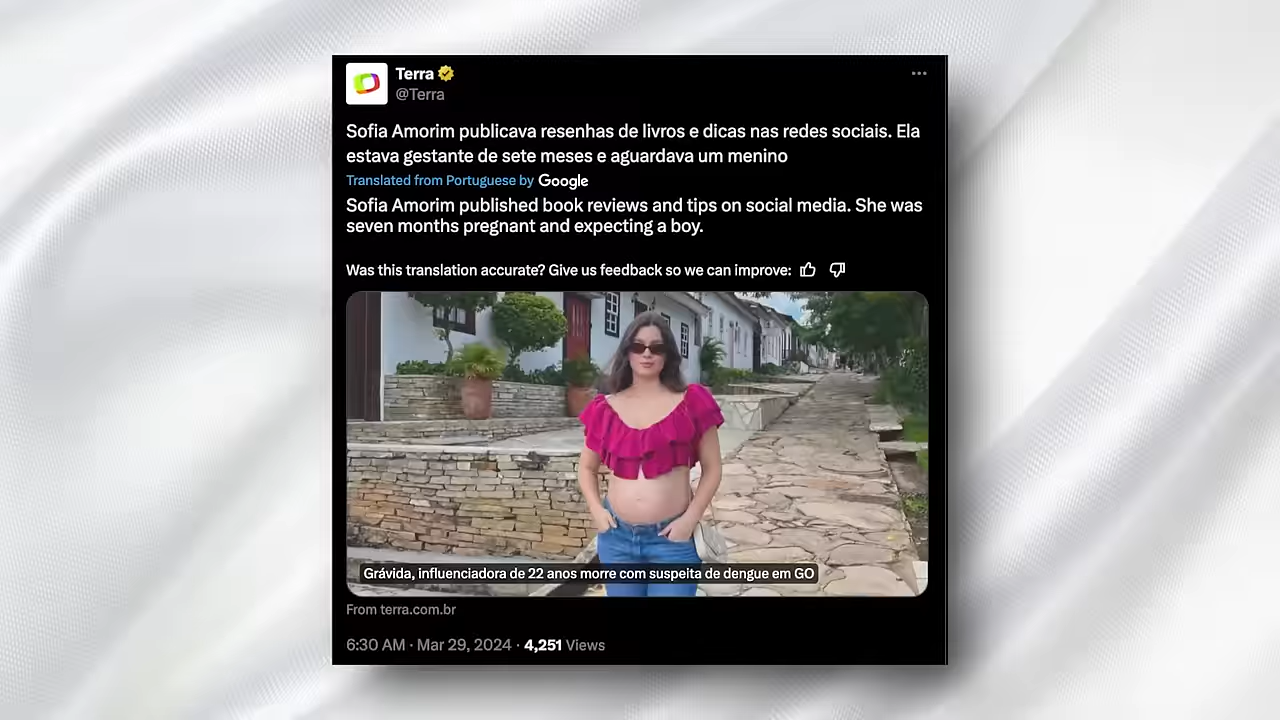 Terra
@Terra
Sofia Amorim publicava resenhas de livros e dicas nas redes sociais. Ela
estava gestante de sete meses e aguardava um menino
Translated from Portuguese by Google
Sofia Amorim published book reviews and tips on social media. She was
seven months pregnant and expecting a boy.
Was this translation accurate? Give us feedback so we can improve:
Grávida, influenciadora de 22 anos morre com suspeita de dengue em GO
From terra.com.br
6:30 AM · Mar 29, 2024 · 4,251 Views